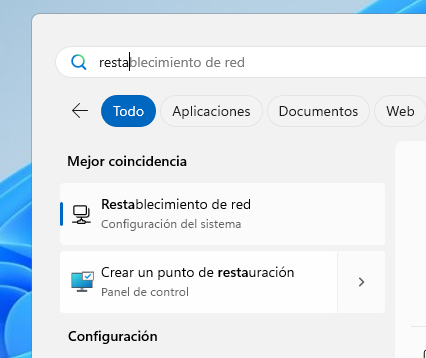 restablecimiento de red
Todo
Aplicaciones
Documentos
Web
Mejor coincidencia
Restablecimiento de red
Configuración del sistema
Crear un punto de restauración
Panel de control
Configuración